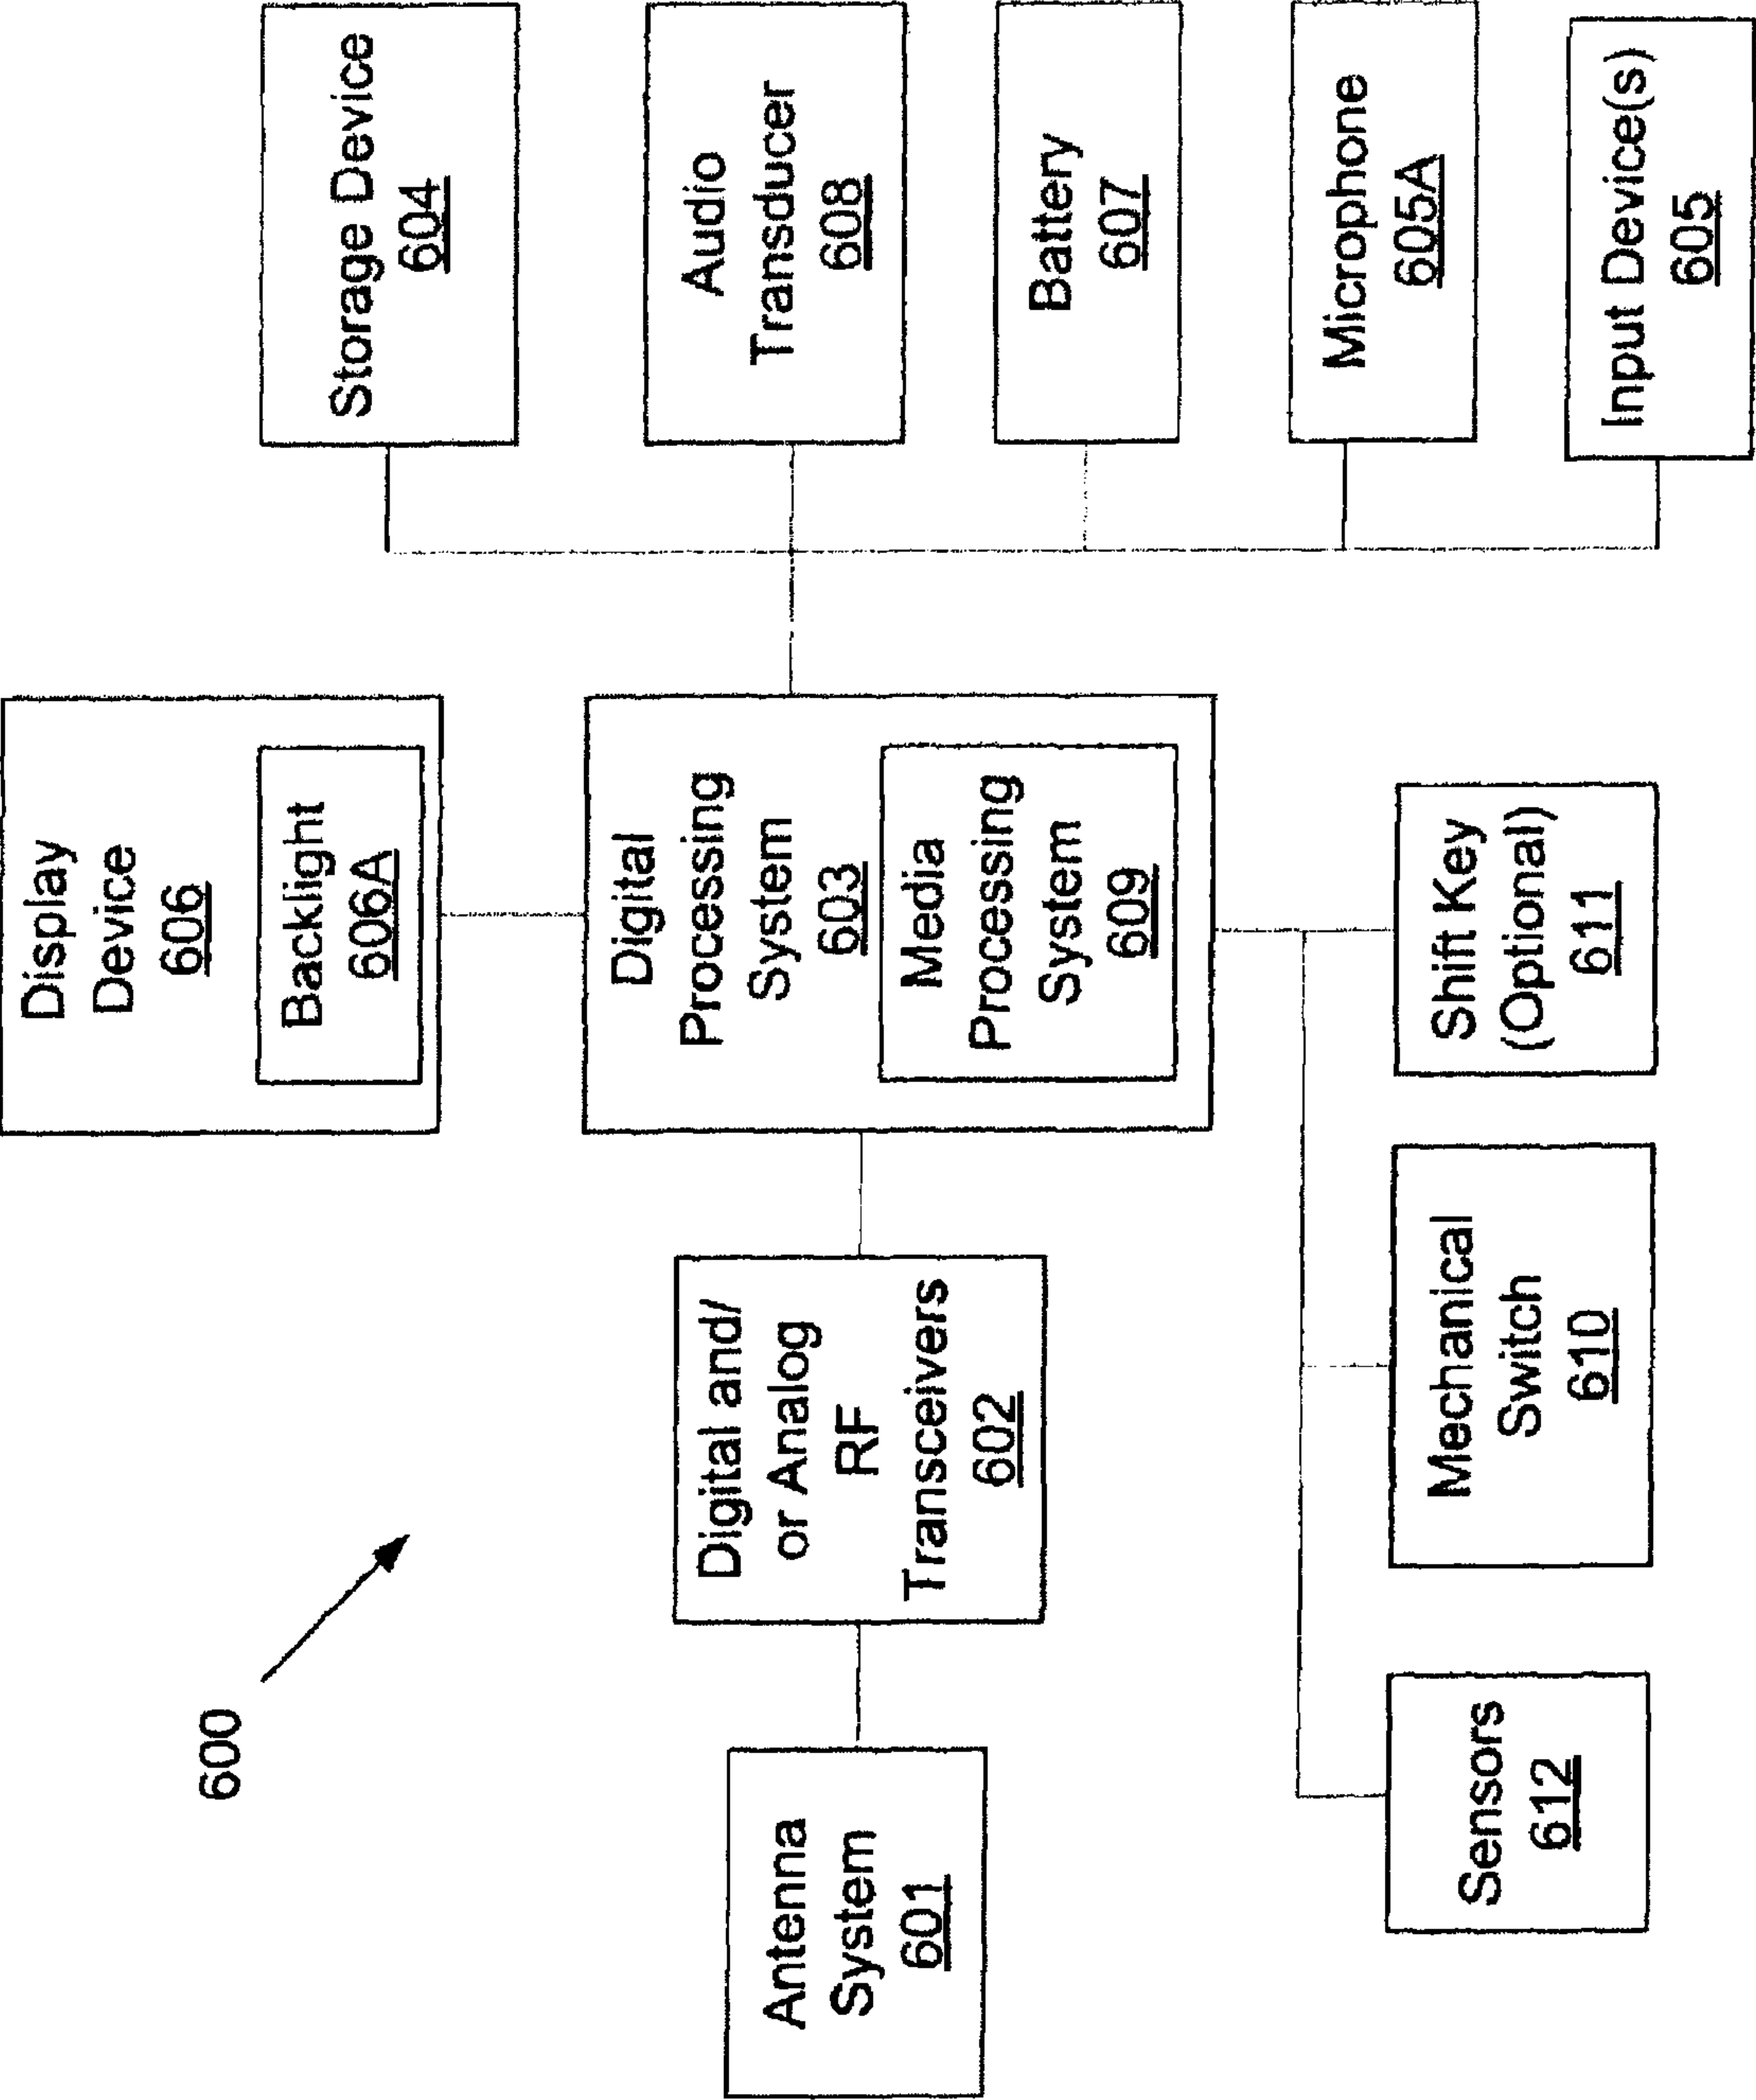 600
Display
Device
606
Backlight
606A
Storage Device
604
Audio
Transducer
608
Battery
607
Microphone
605A
Input Device(s)
605
Digital
Processing
System
603
Media
Processing
System
609
Digital and/
or Analog
RF
Transceivers
602
Antenna
System
601
Sensors
612
Mechanical
Switch
610
Shift Key
(Optional)
611